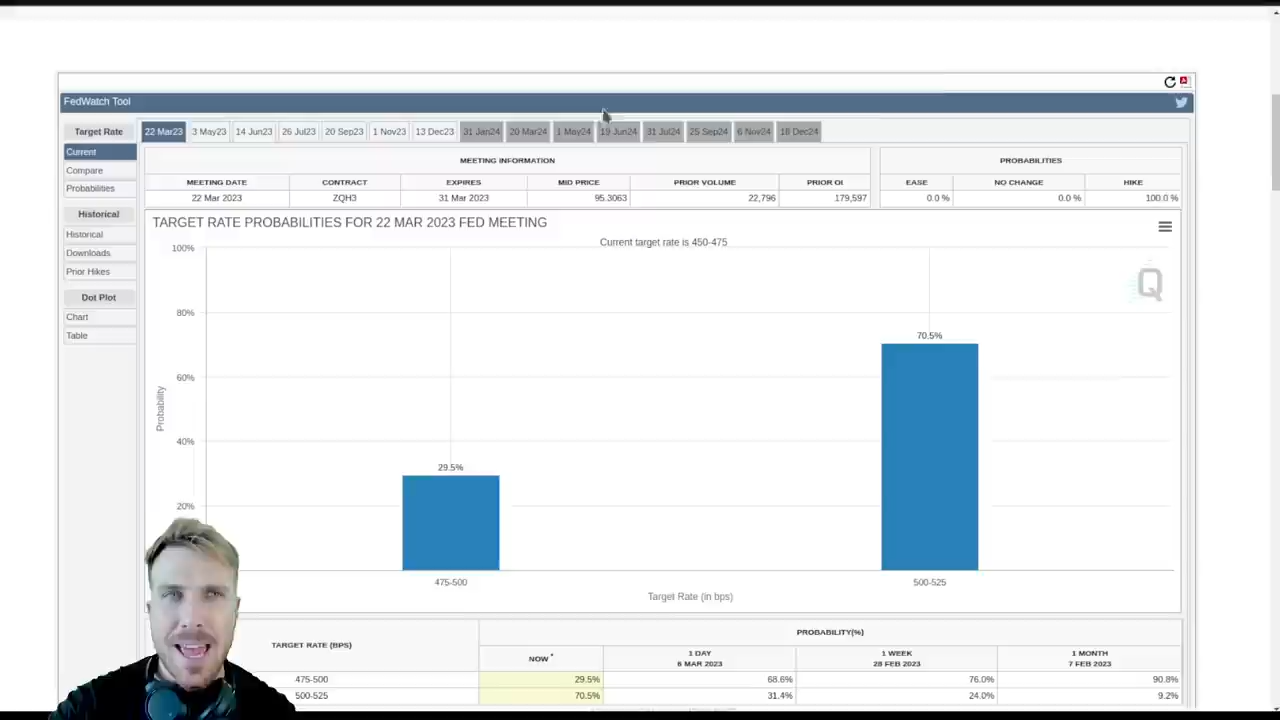 FedWatch Tool
Target Rate
22 Mar23 3 May23 14 Jun23 26 Jul23 20 Sep23 1 Nov23 13 Dec23 31 Jan24 20 Mar24 1 May24 19 Jun24 31 Jul24 25 Sep24 6 Nov24 18 Dec24
Current
Compare
Probabilities
Historical
Historical
Downloads
Prior Hikes
Dot Plot
Chart
Table
MEETING INFORMATION
MEETING DATE CONTRACT EXPIRES MID PRICE PRIOR VOLUME PRIOR OI
22 Mar 2023 ZQH3 31 Mar 2023 95.3063 22,796 179,597
PROBABILITIES
EASE NO CHANGE HIKE
0.0 % 0.0 % 100.0 %
TARGET RATE PROBABILITIES FOR 22 MAR 2023 FED MEETING
Current target rate is 450-475
100%
80%
60%
40%
20%
Probability
Q
29.5%
70.5%
475-500 500-525
Target Rate (in bps)
TARGET RATE (BPS) PROBABILITY(%)
NOW * 1 DAY 1 WEEK 1 MONTH
6 MAR 2023 28 FEB 2023 7 FEB 2023
475-500 29.5% 68.6% 76.0% 90.8%
500-525 70.5% 31.4% 24.0% 9.2%